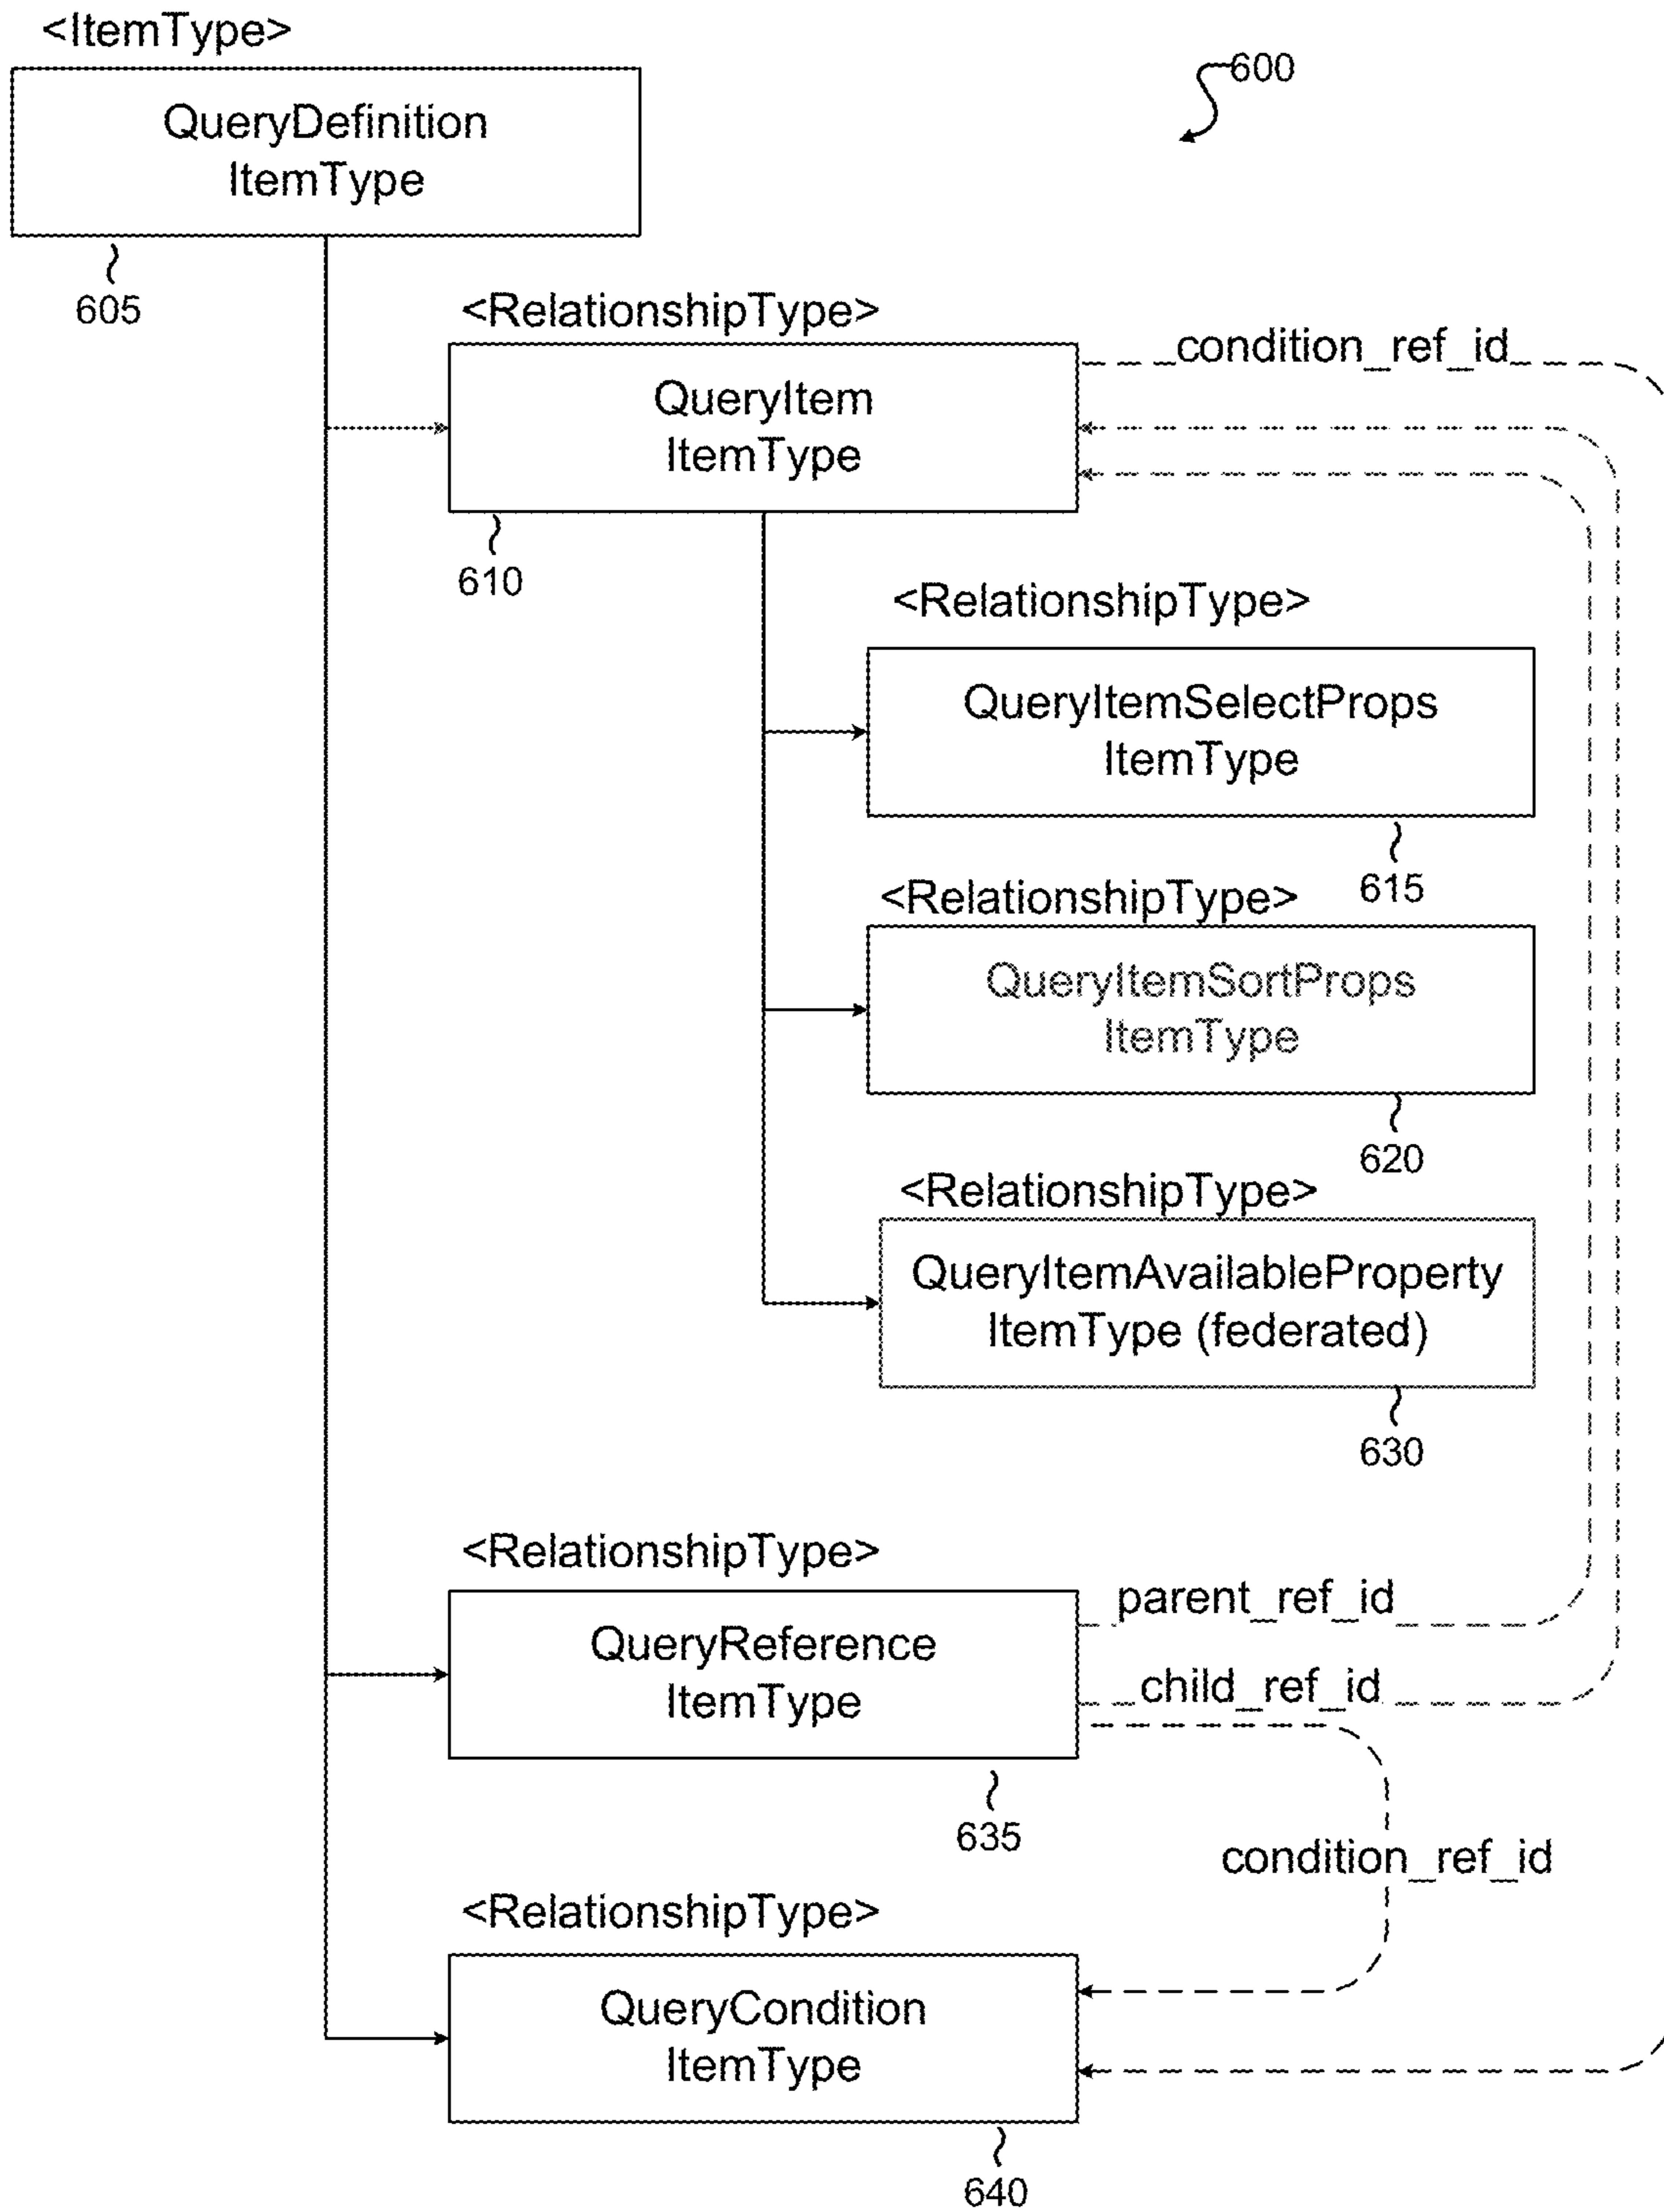 <ItemType>
600
QueryDefinition
ItemType
605
<RelationshipType>
condition_ref_id
QueryItem
ItemType
610
<RelationshipType>
QueryItemSelectProps
ItemType
615
<RelationshipType>
QueryItemSortProps
ItemType
620
<RelationshipType>
QueryItemAvailableProperty
ItemType (federated)
630
<RelationshipType>
parent_ref_id
QueryReference
ItemType
child_ref_id
635
condition_ref_id
<RelationshipType>
QueryCondition
ItemType
640